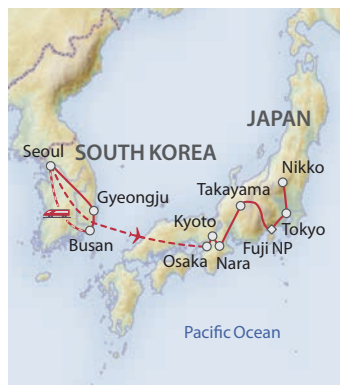 JAPAN
Seoul
SOUTH KOREA
Nikko
Takayama
Gyeongju
Kyoto
Tokyo
Busan
Osaka
Nara
Fuji NP
Pacific Ocean